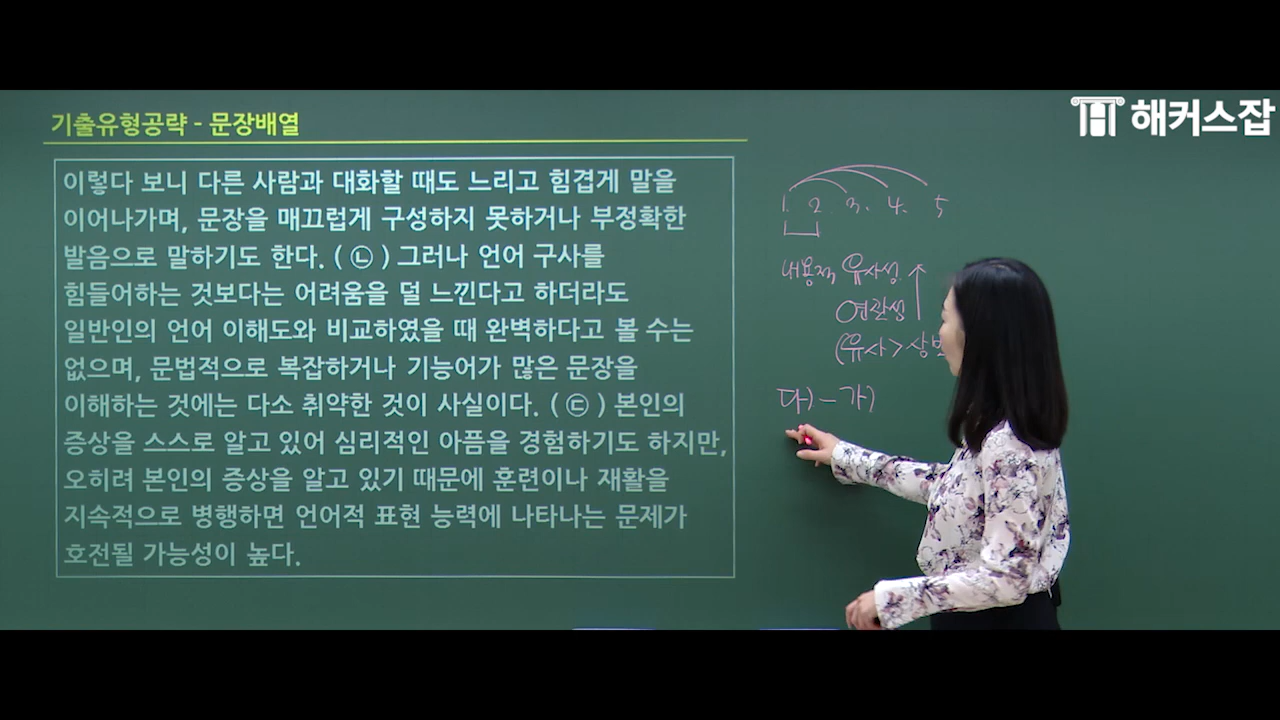 기출유형공략 - 문장배열
해커스잡
이렇다 보니 다른 사람과 대화할 때도 느리고 힘겹게 말을
이어나가며, 문장을 매끄럽게 구성하지 못하거나 부정확한
발음으로 말하기도 한다. ( ㉡ ) 그러나 언어 구사를
힘들어하는 것보다는 어려움을 덜 느낀다고 하더라도
일반인의 언어 이해도와 비교하였을 때 완벽하다고 볼 수는
없으며, 문법적으로 복잡하거나 기능어가 많은 문장을
이해하는 것에는 다소 취약한 것이 사실이다. ( ㉢ ) 본인의
증상을 스스로 알고 있어 심리적인 아픔을 경험하기도 하지만,
오히려 본인의 증상을 알고 있기 때문에 훈련이나 재활을
지속적으로 병행하면 언어적 표현 능력에 나타나는 문제가
호전될 가능성이 높다.
1. 2. 3. 4. 5
내용적 유사성 ↑
연관성
(유사 >
다) - 가)